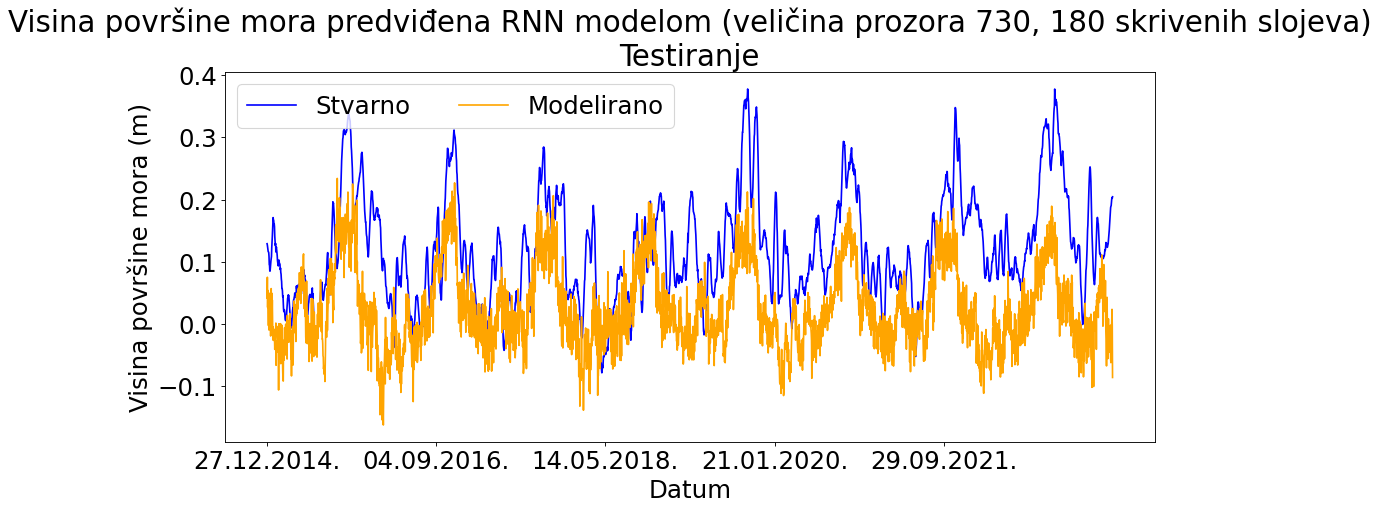 Visina površine mora predviđena RNN modelom (veličina prozora 730, 180 skrivenih slojeva)
Testiranje
Stvarno
Modelirano
Visina površine mora (m)
0.4
0.3
0.2
0.1
0.0
−0.1
27.12.2014.
04.09.2016.
14.05.2018.
21.01.2020.
29.09.2021.
Datum